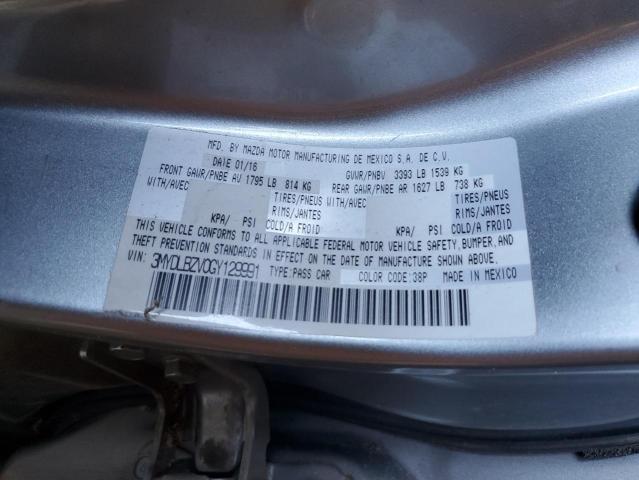 MFD. BY MAZDA MOTOR MANUFACTURING DE MEXICO S.A. DE C.V.
DATE 01/16 GVWR/PNBV 3393 LB 1539 KG
FRONT GAWR/PNBE AV 1795 LB 814 KG REAR GAWR/PNBE AR 1627 LB 738 KG
WITH/AVEC TIRES/PNEUS WITH/AVEC TIRES/PNEUS
RIMS/JANTES RIMS/JANTES
KPA/ PSI COLD/A FROID KPA/ PSI COLD/A FROID
THIS VEHICLE CONFORMS TO ALL APPLICABLE FEDERAL MOTOR VEHICLE SAFETY, BUMPER, AND
THEFT PREVENTION STANDARDS IN EFFECT ON THE DATE OF MANUFACTURE SHOWN ABOVE.
VIN: 3MYDLBZV0GY129991 TYPE:PASS CAR COLOR CODE:38P MADE IN MEXICO